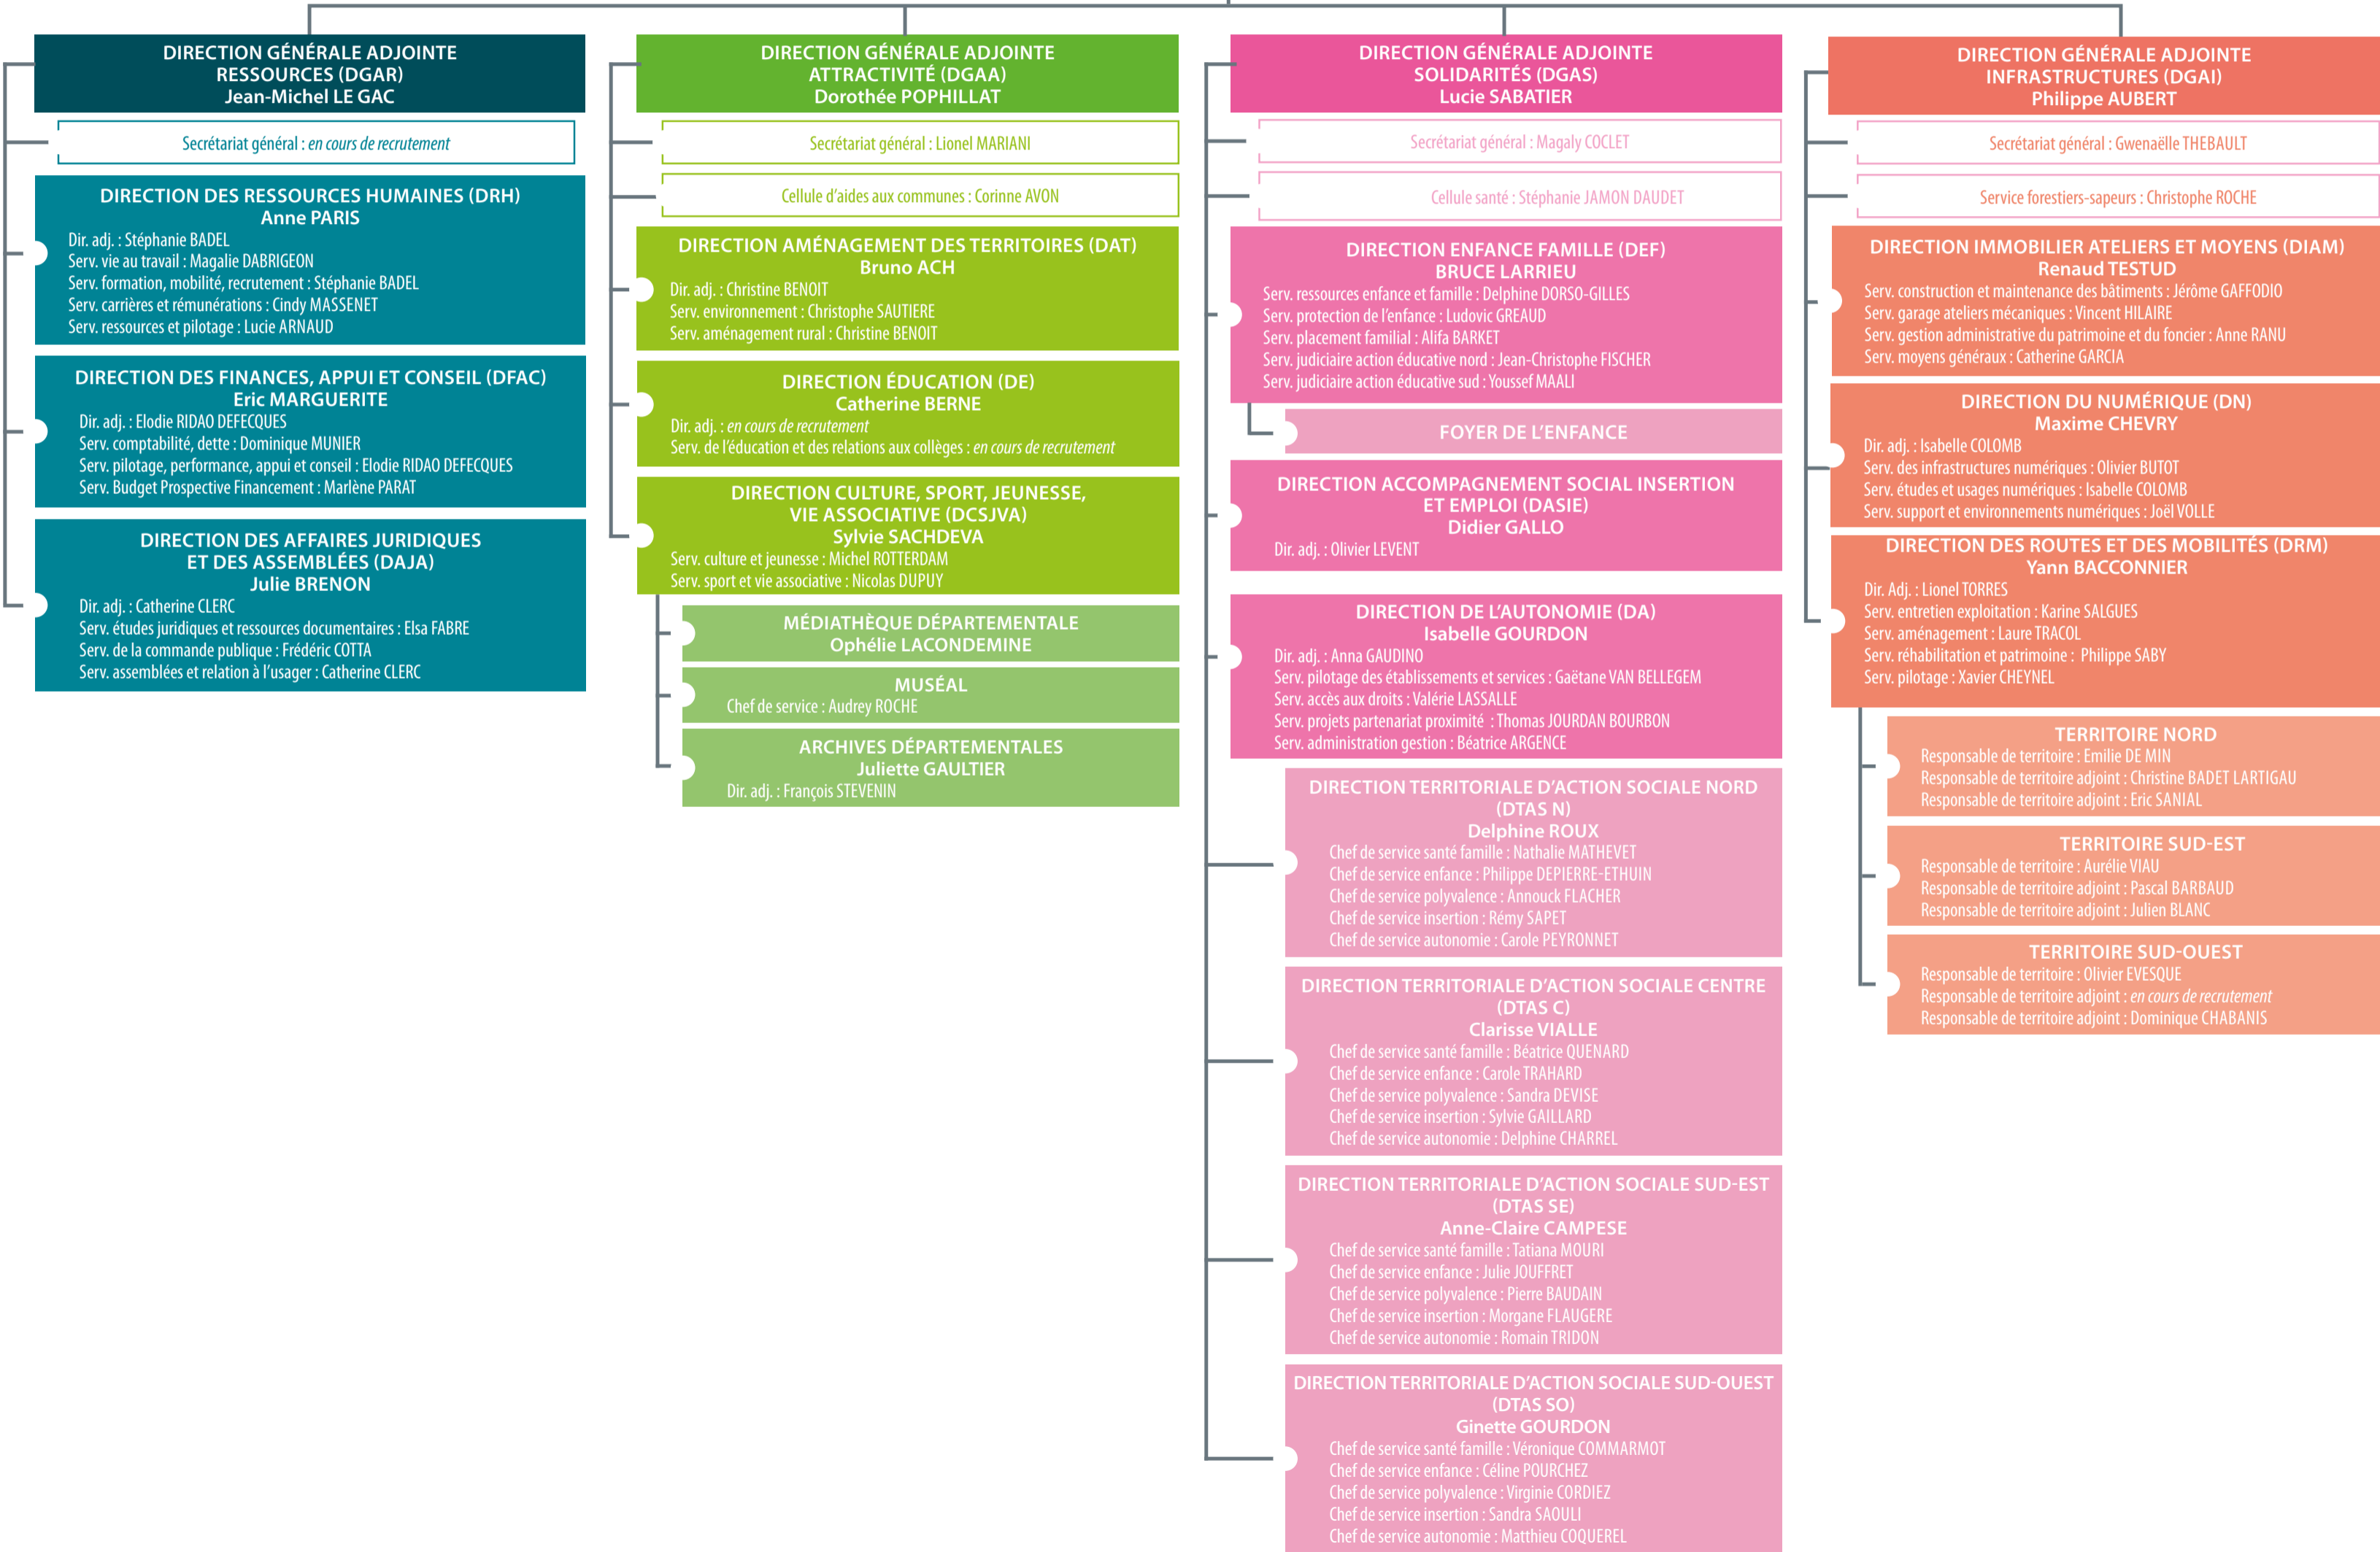 DIRECTION GÉNÉRALE ADJOINTE
RESSOURCES (DGAR)
Jean-Michel LE GAC
Secrétariat général : en cours de recrutement
DIRECTION DES RESSOURCES HUMAINES (DRH)
Anne PARIS
Dir. adj. : Stéphanie BADEL
Serv. vie au travail : Magalie DABRIGEON
Serv. formation, mobilité, recrutement : Stéphanie BADEL
Serv. carrières et rémunérations : Cindy MASSENET
Serv. ressources et pilotage : Lucie ARNAUD
DIRECTION DES FINANCES, APPUI ET CONSEIL (DFAC)
Eric MARGUERITE
Dir. adj. : Elodie RIDAO DEFECQUES
Serv. comptabilité, dette : Dominique MUNIER
Serv. pilotage, performance, appui et conseil : Elodie RIDAO DEFECQUES
Serv. Budget Prospective Financement : Marlène PARAT
DIRECTION DES AFFAIRES JURIDIQUES
ET DES ASSEMBLÉES (DAJA)
Julie BRENON
Dir. adj. : Catherine CLERC
Serv. études juridiques et ressources documentaires : Elsa FABRE
Serv. de la commande publique : Frédéric COTTA
Serv. assemblées et relation à l'usager : Catherine CLERC
DIRECTION GÉNÉRALE ADJOINTE
ATTRACTIVITÉ (DGAA)
Dorothée POPHILLAT
Secrétariat général : Lionel MARIANI
Cellule d'aides aux communes : Corinne AVON
DIRECTION AMÉNAGEMENT DES TERRITOIRES (DAT)
Bruno ACH
Dir. adj. : Christine BENOIT
Serv. environnement : Christophe SAUTIERE
Serv. aménagement rural : Christine BENOIT
DIRECTION ÉDUCATION (DE)
Catherine BERNE
Dir. adj. : en cours de recrutement
Serv. de l'éducation et des relations aux collèges : en cours de recrutement
DIRECTION CULTURE, SPORT, JEUNESSE,
VIE ASSOCIATIVE (DCSJVA)
Sylvie SACHDEVA
Serv. culture et jeunesse : Michel ROTTERDAM
Serv. sport et vie associative : Nicolas DUPUY
MÉDIATHÈQUE DÉPARTEMENTALE
Ophélie LACONDEMINE
MUSÉAL
Chef de service : Audrey ROCHE
ARCHIVES DÉPARTEMENTALES
Juliette GAULTIER
Dir. adj. : François STEVENIN
DIRECTION GÉNÉRALE ADJOINTE
SOLIDARITÉS (DGAS)
Lucie SABATIER
Secrétariat général : Magaly COCLET
Cellule santé : Stéphanie JAMON DAUDET
DIRECTION ENFANCE FAMILLE (DEF)
BRUCE LARRIEU
Serv. ressources enfance et famille : Delphine DORSO-GILLES
Serv. protection de l'enfance : Ludovic GREAUD
Serv. placement familial : Alifa BARKET
Serv. judiciaire action éducative nord : Jean-Christophe FISCHER
Serv. judiciaire action éducative sud : Youssef MAALI
FOYER DE L'ENFANCE
DIRECTION ACCOMPAGNEMENT SOCIAL INSERTION
ET EMPLOI (DASIE)
Didier GALLO
Dir. adj. : Olivier LEVENT
DIRECTION DE L'AUTONOMIE (DA)
Isabelle GOURDON
Dir. adj. : Anna GAUDINO
Serv. pilotage des établissements et services : Gaëtane VAN BELLEGEM
Serv. accès aux droits : Valérie LASSALLE
Serv. projets partenariat proximité : Thomas JOURDAN BOURBON
Serv. administration gestion : Béatrice ARGENCE
DIRECTION TERRITORIALE D'ACTION SOCIALE NORD
(DTAS N)
Delphine ROUX
Chef de service santé famille : Nathalie MATHEVET
Chef de service enfance : Philippe DEPIERRE-ETHUIN
Chef de service polyvalence : Annouck FLACHER
Chef de service insertion : Rémy SAPET
Chef de service autonomie : Carole PEYRONNET
DIRECTION TERRITORIALE D'ACTION SOCIALE CENTRE
(DTAS C)
Clarisse VIALLE
Chef de service santé famille : Béatrice QUENARD
Chef de service enfance : Carole TRAHARD
Chef de service polyvalence : Sandra DEVISE
Chef de service insertion : Sylvie GAILLARD
Chef de service autonomie : Delphine CHARREL
DIRECTION TERRITORIALE D'ACTION SOCIALE SUD-EST
(DTAS SE)
Anne-Claire CAMPESE
Chef de service santé famille : Tatiana MOURI
Chef de service enfance : Julie JOUFFRET
Chef de service polyvalence : Pierre BAUDAIN
Chef de service insertion : Morgane FLAUGERE
Chef de service autonomie : Romain TRIDON
DIRECTION TERRITORIALE D'ACTION SOCIALE SUD-OUEST
(DTAS SO)
Ginette GOURDON
Chef de service santé famille : Véronique COMMARMOT
Chef de service enfance : Céline POURCHEZ
Chef de service polyvalence : Virginie CORDIEZ
Chef de service insertion : Sandra SAOULI
Chef de service autonomie : Matthieu COQUEREL
DIRECTION GÉNÉRALE ADJOINTE
INFRASTRUCTURES (DGAI)
Philippe AUBERT
Secrétariat général : Gwenaëlle THEBAULT
Service forestiers-sapeurs : Christophe ROCHE
DIRECTION IMMOBILIER ATELIERS ET MOYENS (DIAM)
Renaud TESTUD
Serv. construction et maintenance des bâtiments : Jérôme GAFFODIO
Serv. garage ateliers mécaniques : Vincent HILAIRE
Serv. gestion administrative du patrimoine et du foncier : Anne RANU
Serv. moyens généraux : Catherine GARCIA
DIRECTION DU NUMÉRIQUE (DN)
Maxime CHEVRY
Dir. adj. : Isabelle COLOMB
Serv. des infrastructures numériques : Olivier BUTOT
Serv. études et usages numériques : Isabelle COLOMB
Serv. support et environnements numériques : Joël VOLLE
DIRECTION DES ROUTES ET DES MOBILITÉS (DRM)
Yann BACCONNIER
Dir. Adj. : Lionel TORRES
Serv. entretien exploitation : Karine SALGUES
Serv. aménagement : Laure TRACOL
Serv. réhabilitation et patrimoine : Philippe SABY
Serv. pilotage : Xavier CHEYNEL
TERRITOIRE NORD
Responsable de territoire : Emilie DE MIN
Responsable de territoire adjoint : Christine BADET LARTIGAU
Responsable de territoire adjoint : Eric SANIAL
TERRITOIRE SUD-EST
Responsable de territoire : Aurélie VIAU
Responsable de territoire adjoint : Pascal BARBAUD
Responsable de territoire adjoint : Julien BLANC
TERRITOIRE SUD-OUEST
Responsable de territoire : Olivier EVESQUE
Responsable de territoire adjoint : en cours de recrutement
Responsable de territoire adjoint : Dominique CHABANIS